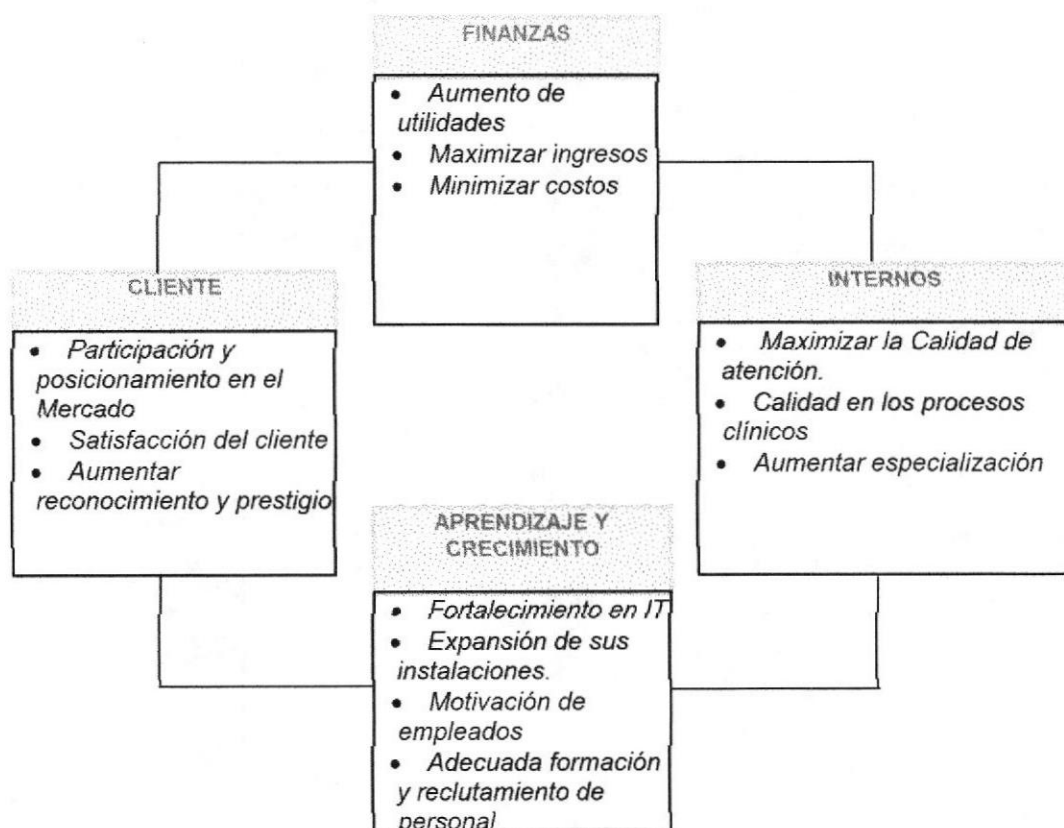 FINANZAS
• Aumento de
utilidades
• Maximizar ingresos
• Minimizar costos
CLIENTE
• Participación y
posicionamiento en el
Mercado
• Satisfacción del cliente
• Aumentar
reconocimiento y prestigio
INTERNOS
• Maximizar la Calidad de
atención.
• Calidad en los procesos
clínicos
• Aumentar especialización
APRENDIZAJE Y
CRECIMIENTO
• Fortalecimiento en IT
• Expansión de sus
instalaciones.
• Motivación de
empleados
• Adecuada formación
y reclutamiento de
personal